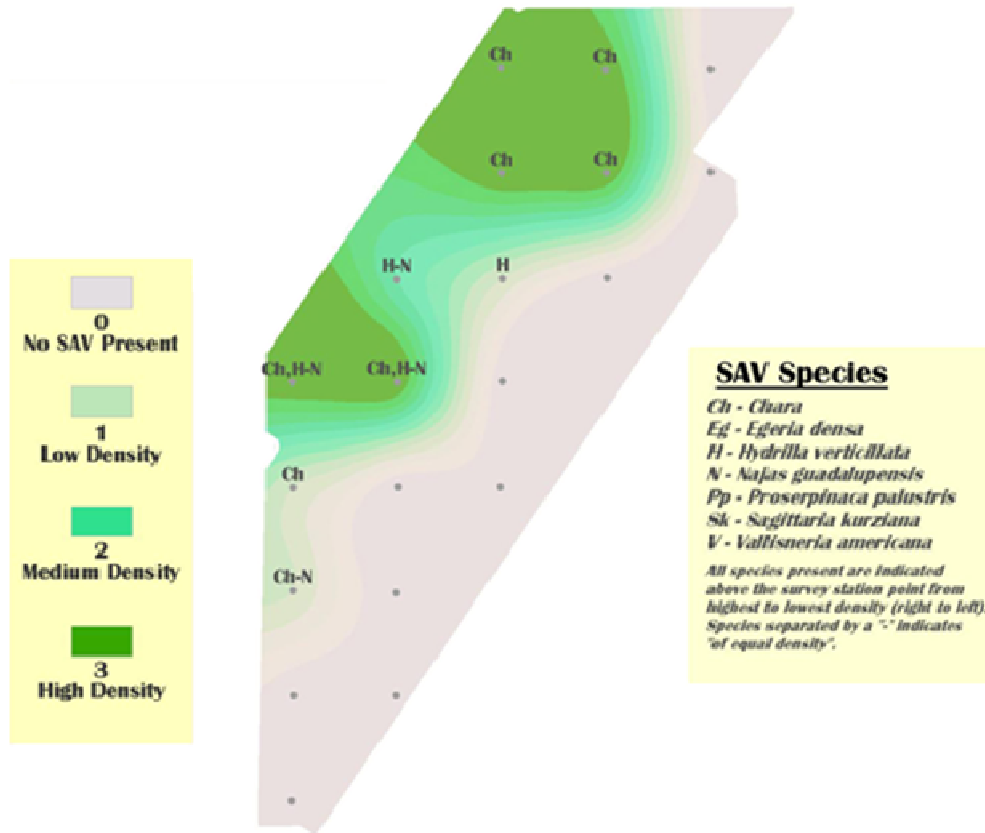 Ch
Ch
Ch
Ch
H-N
H
Ch,H-N
Ch,H-N
Ch
Ch-N
0
No SAV Present
1
Low Density
2
Medium Density
3
High Density
SAV Species
Ch - Chara
Eg - Egeria densa
H - Hydrilla verticillata
N - Najas guadalupensis
Pp - Proserpinaca palustris
Sk - Sagittaria kurziana
V - Vallisneria americana
All species present are indicated
above the survey station point from
highest to lowest density (right to left).
Species separated by a "-" indicates
"of equal density".